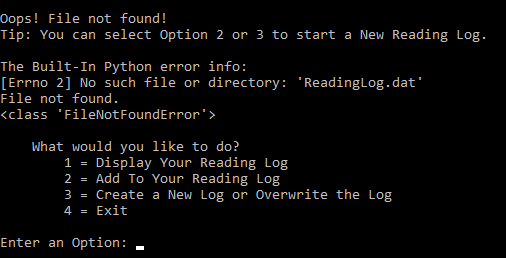 Oops! File not found!
Tip: You can select Option 2 or 3 to start a New Reading Log.
The Built-In Python error info:
[Errno 2] No such file or directory: 'ReadingLog.dat'
File not found.
<class 'FileNotFoundError'>
What would you like to do?
1 = Display Your Reading Log
2 = Add To Your Reading Log
3 = Create a New Log or Overwrite the Log
4 = Exit
Enter an Option: